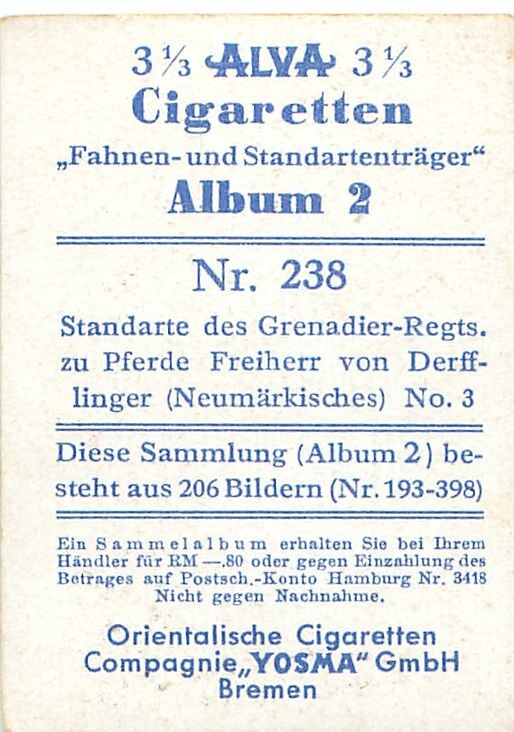 3 ⅓ ALVA 3 ⅓
Cigaretten
„Fahnen- und Standartenträger“
Album 2
Nr. 238
Standarte des Grenadier-Regts.
zu Pferde Freiherr von Derff-
linger (Neumärkisches) No. 3
Diese Sammlung (Album 2) be-
steht aus 206 Bildern (Nr. 193-398)
Ein Sammelalbum erhalten Sie bei Ihrem
Händler für RM —.80 oder gegen Einzahlung des
Betrages auf Postsch.-Konto Hamburg Nr. 3418
Nicht gegen Nachnahme.
Orientalische Cigaretten
Compagnie „YOSMA“ GmbH
Bremen